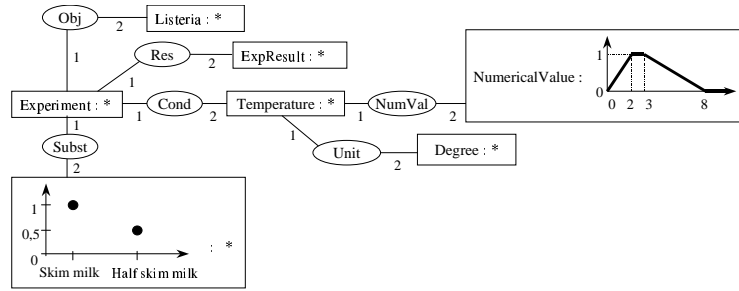 Obj
2
Listeria : *
1
Res
2
ExpResult : *
1
Experiment : *
1
Cond
2
Temperature : *
1
NumVal
2
NumericalValue :
1
0
0 2 3 8
1
Unit
2
Degree : *
1
Subst
2
1
0,5
0
Skim milk Half skim milk
: *